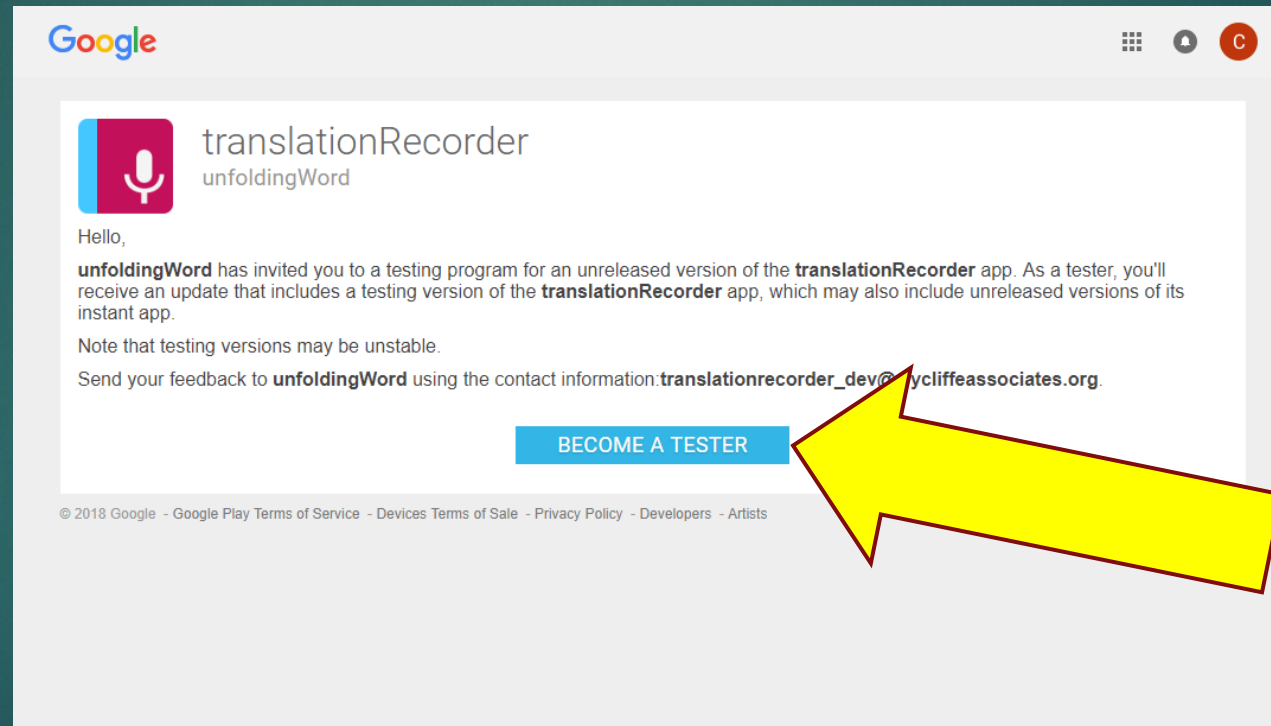 Google
C
translationRecorder
unfoldingWord
Hello,
unfoldingWord has invited you to a testing program for an unreleased version of the translationRecorder app. As a tester, you'll
receive an update that includes a testing version of the translationRecorder app, which may also include unreleased versions of its
instant app.
Note that testing versions may be unstable.
Send your feedback to unfoldingWord using the contact information:translationrecorder_dev@ ycliffeassociates.org.
BECOME A TESTER
© 2018 Google - Google Play Terms of Service - Devices Terms of Sale - Privacy Policy - Developers - Artists